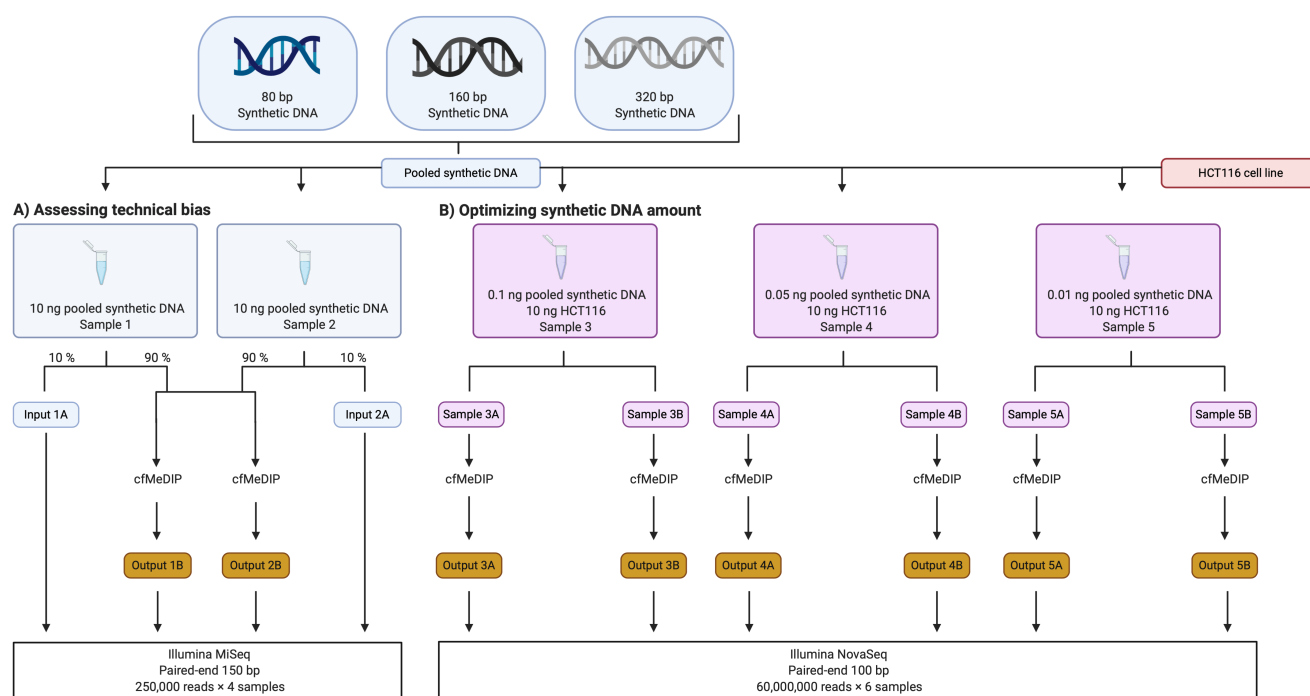 80 bp
Synthetic DNA
160 bp
Synthetic DNA
320 bp
Synthetic DNA
Pooled synthetic DNA
HCT116 cell line
A) Assessing technical bias
B) Optimizing synthetic DNA amount
10 ng pooled synthetic DNA
Sample 1
10 ng pooled synthetic DNA
Sample 2
0.1 ng pooled synthetic DNA
10 ng HCT116
Sample 3
0.05 ng pooled synthetic DNA
10 ng HCT116
Sample 4
0.01 ng pooled synthetic DNA
10 ng HCT116
Sample 5
10 %
90 %
90 %
10 %
Input 1A
Input 2A
Sample 3A
Sample 3B
Sample 4A
Sample 4B
Sample 5A
Sample 5B
cfMeDIP
cfMeDIP
cfMeDIP
cfMeDIP
cfMeDIP
cfMeDIP
cfMeDIP
cfMeDIP
Output 1B
Output 2B
Output 3A
Output 3B
Output 4A
Output 4B
Output 5A
Output 5B
Illumina MiSeq
Paired-end 150 bp
250,000 reads × 4 samples
Illumina NovaSeq
Paired-end 100 bp
60,000,000 reads × 6 samples